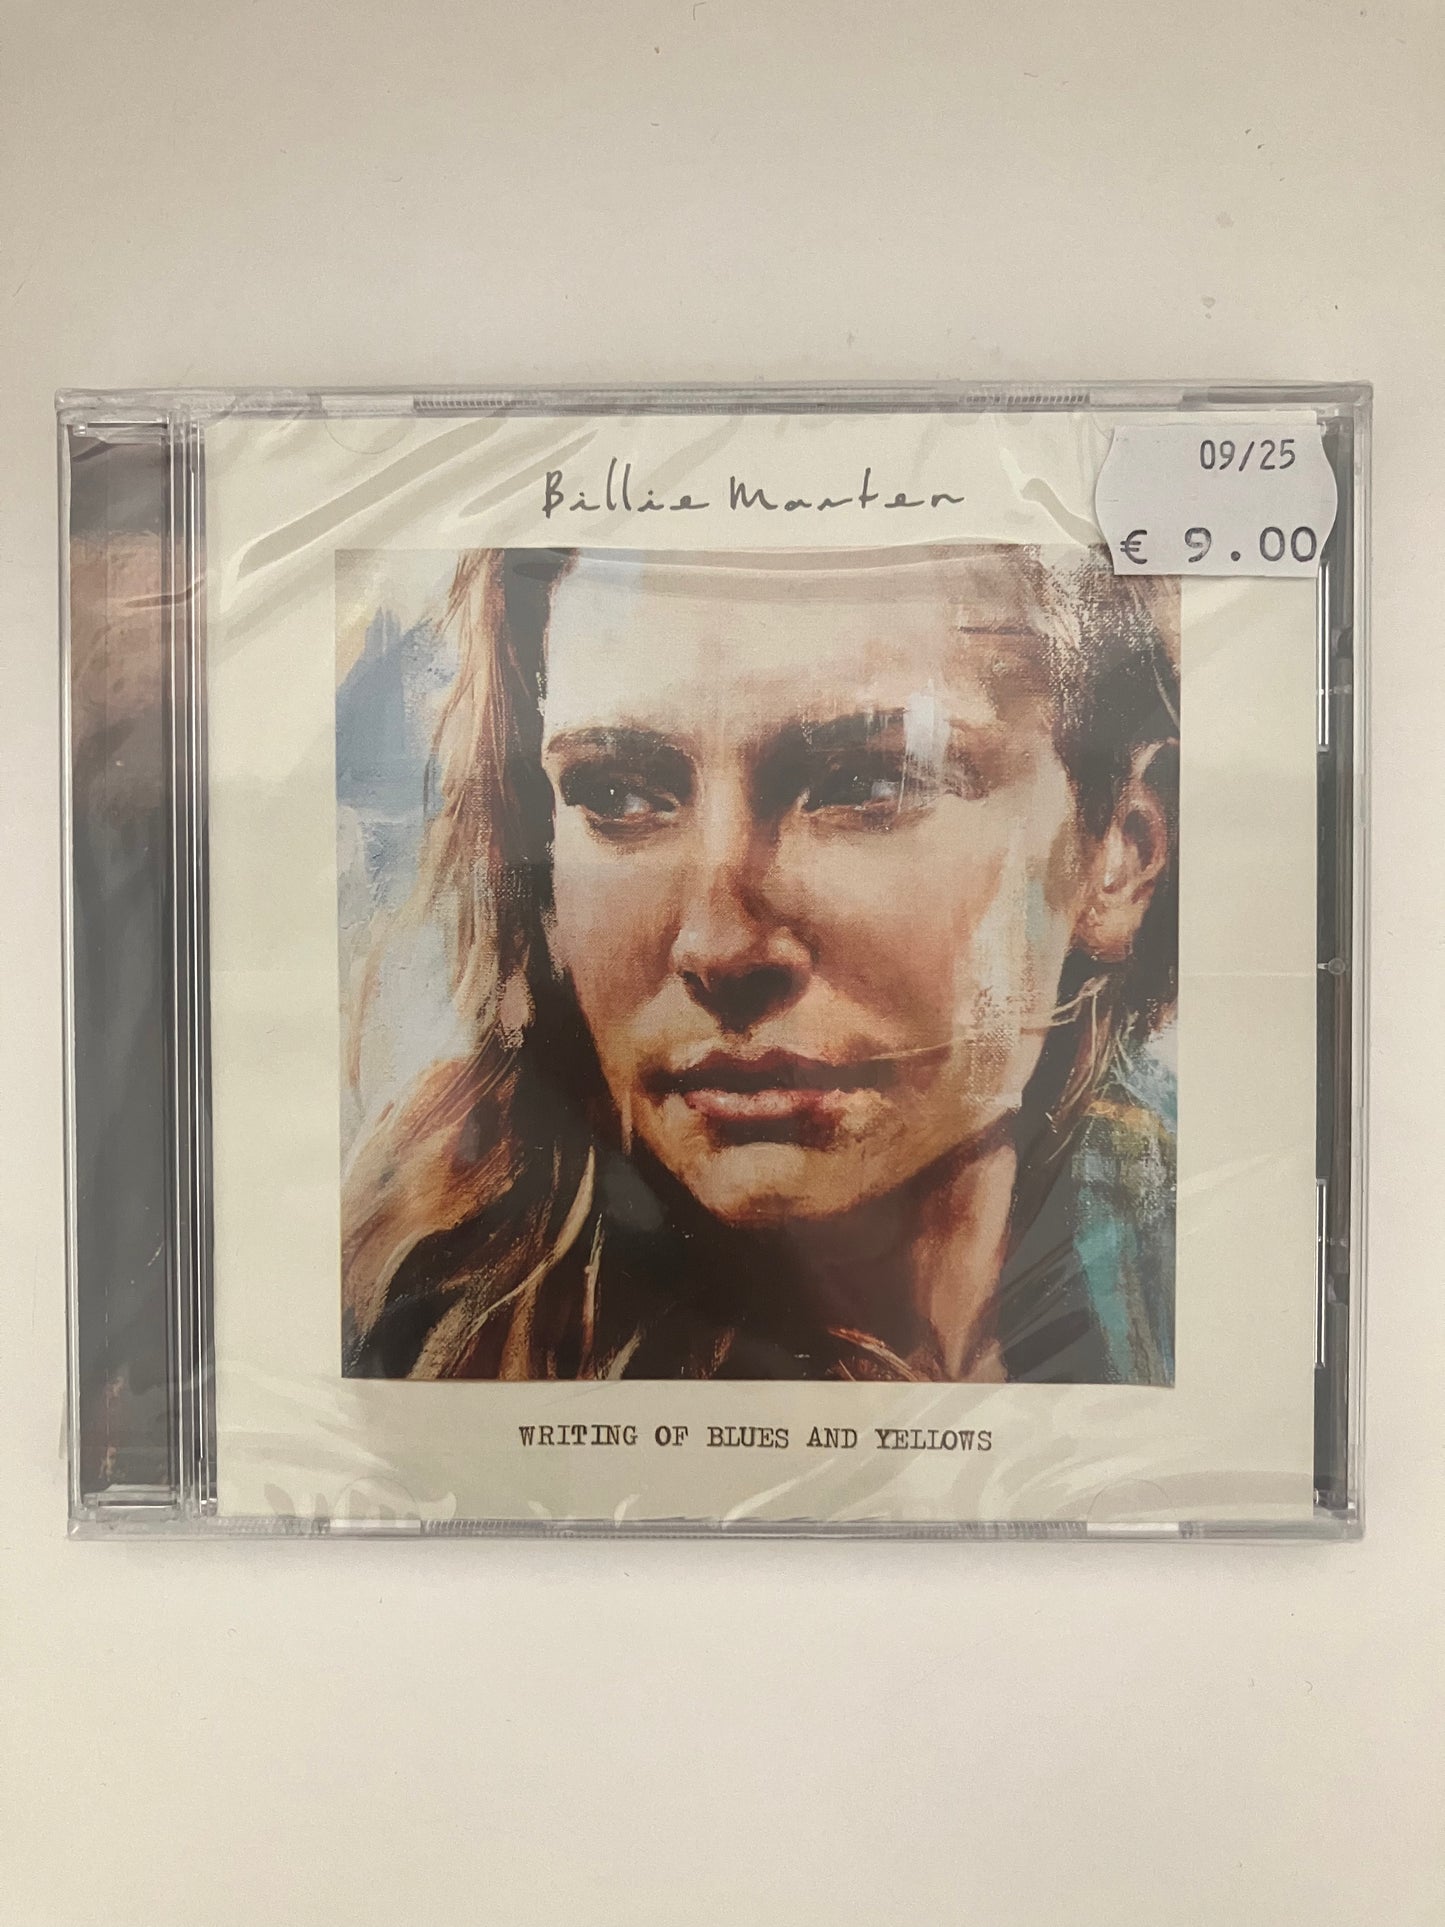 09/25
€ 9.00
Billie Marten
WRITING OF BLUES AND YELLOWS